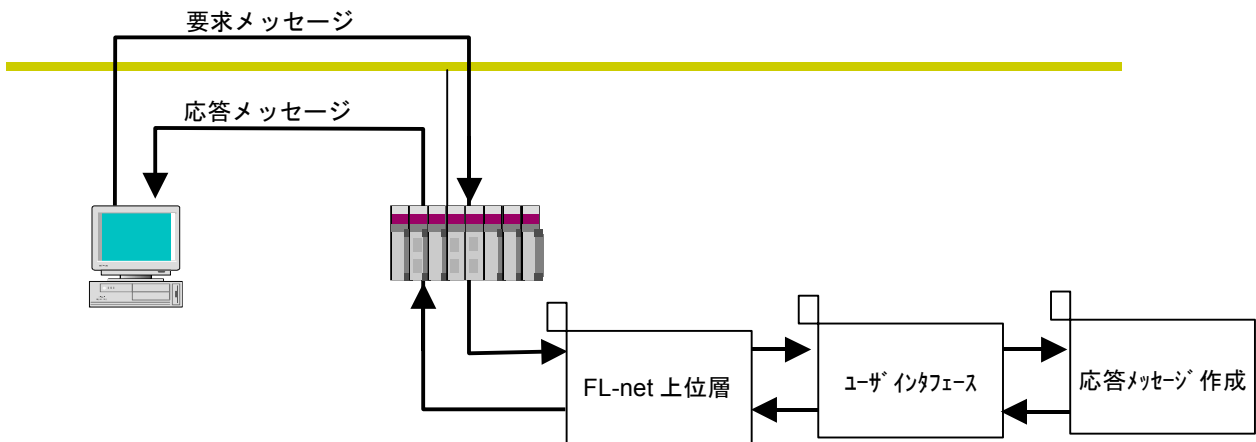 要求メッセージ
応答メッセージ
FL-net 上位層
ﾕｰｻﾞｲﾝﾀﾌｪｰｽ
応答ﾒｯｾｰｼﾞ作成